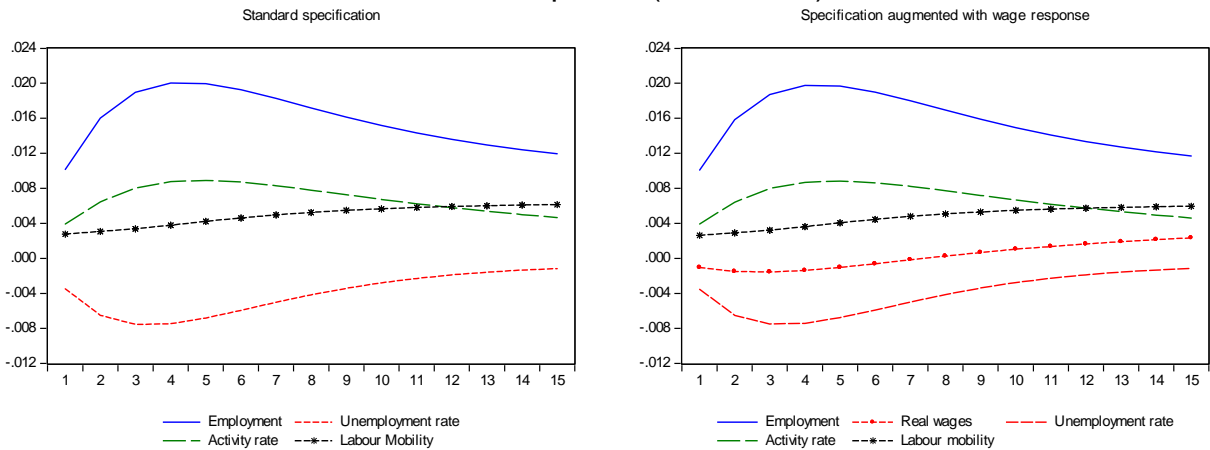 Standard specification
.024
.020
.016
.012
.008
.004
.000
-.004
-.008
-.012
1 2 3 4 5 6 7 8 9 10 11 12 13 14 15
Employment Unemployment rate
Activity rate Labour Mobility
Specification augmented with wage response
.024
.020
.016
.012
.008
.004
.000
-.004
-.008
-.012
1 2 3 4 5 6 7 8 9 10 11 12 13 14 15
Employment Real wages Unemployment rate
Activity rate Labour mobility